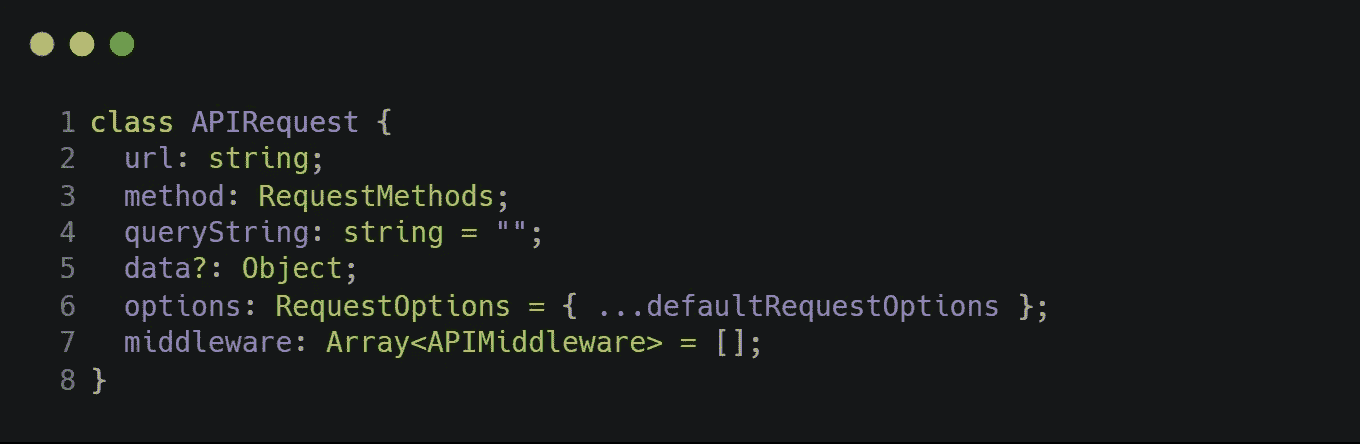 1 class APIRequest {
2   url: string;
3   method: RequestMethods;
4   queryString: string = "";
5   data?: Object;
6   options: RequestOptions = { ...defaultRequestOptions };
7   middleware: Array<APIMiddleware> = [];
8 }